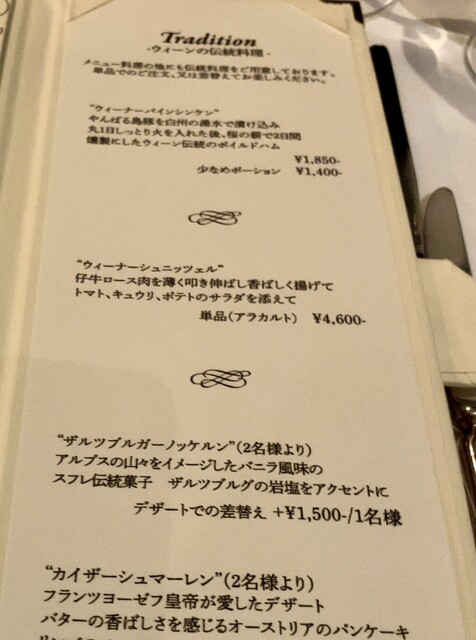 Tradition
-ウィーンの伝統料理-
メニュー料理の他にも伝統料理をご用意しております。
単品でのご注文、又は差替えてお楽しみください。
"ウィーナーバインシンケン"
やんばる島豚を白州の湧水で漬け込み
丸1日しっとり火を入れた後、桜の薪で2日間
燻製にしたウィーン伝統のボイルドハム
¥1,850-
少なめポーション ¥1,400-
"ウィーナーシュニッツェル"
仔牛ロース肉を薄く叩き伸ばし香ばしく揚げて
トマト、キュウリ、ポテトのサラダを添えて
単品(アラカルト) ¥4,600-
"ザルツブルガーノッケルン"(2名様より)
アルプスの山々をイメージしたバニラ風味の
スフレ伝統菓子 ザルツブルグの岩塩をアクセントに
デザートでの差替え +¥1,500-/1名様
"カイザーシュマーレン"(2名様より)
フランツヨーゼフ皇帝が愛したデザート
バターの香ばしさを感じるオーストリアのパンケーキ